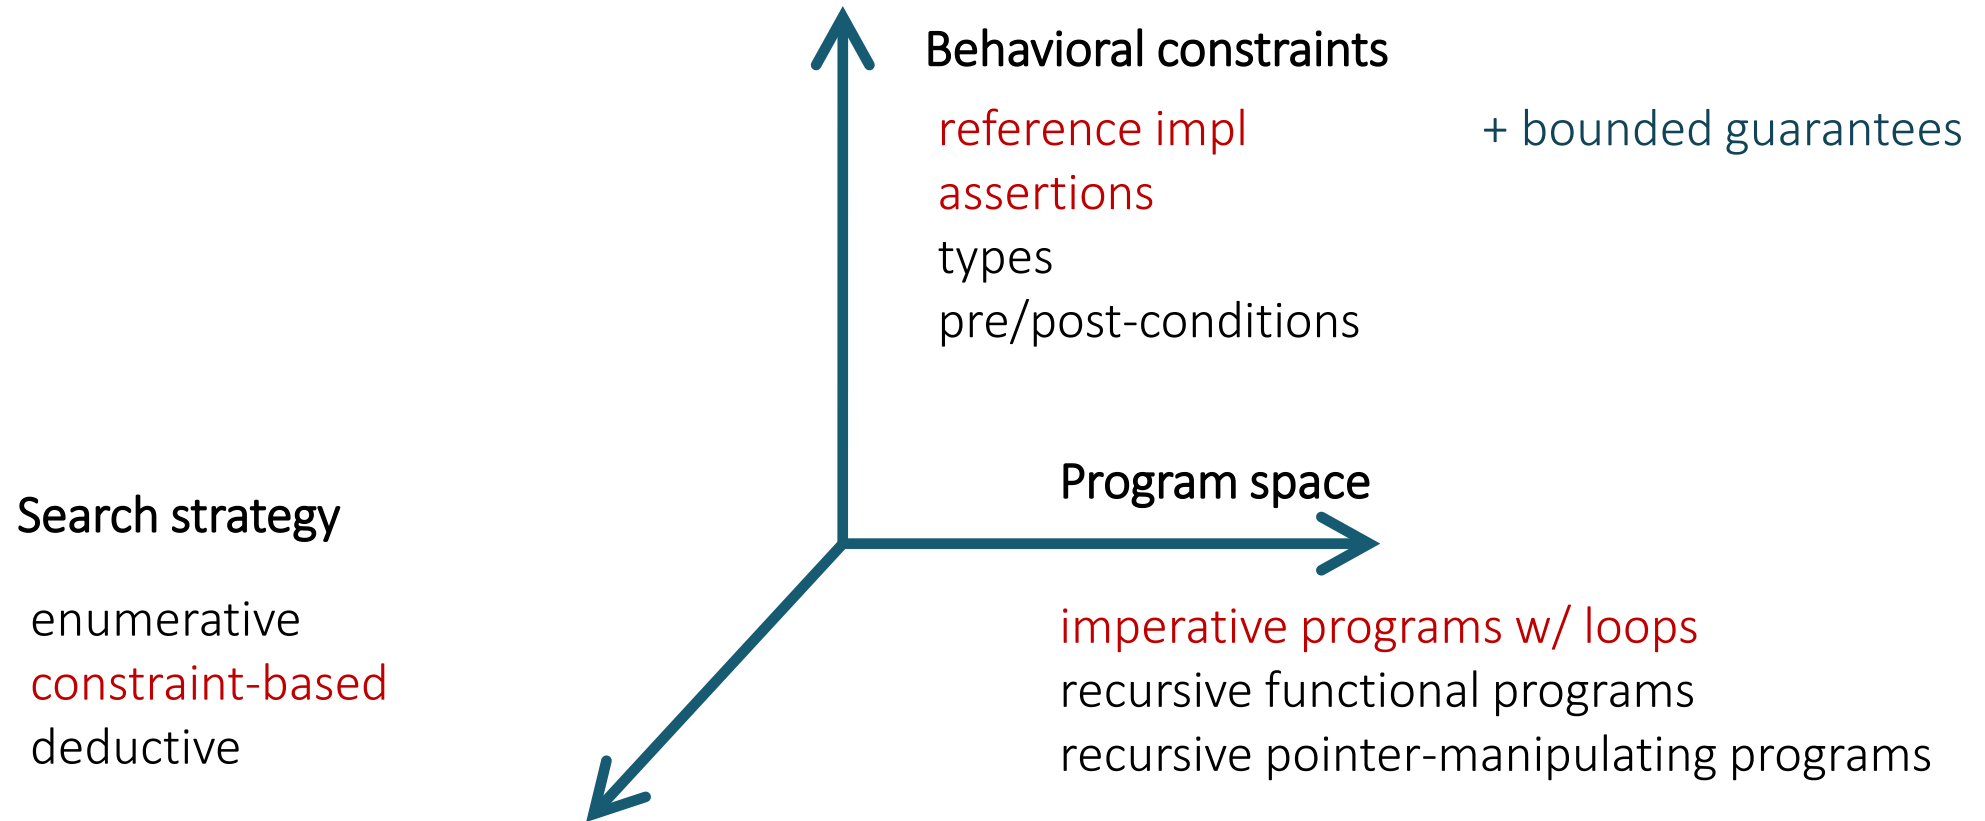 Behavioral constraints
reference impl + bounded guarantees
assertions
types
pre/post-conditions
Program space
imperative programs w/ loops
recursive functional programs
recursive pointer-manipulating programs
Search strategy
enumerative
constraint-based
deductive